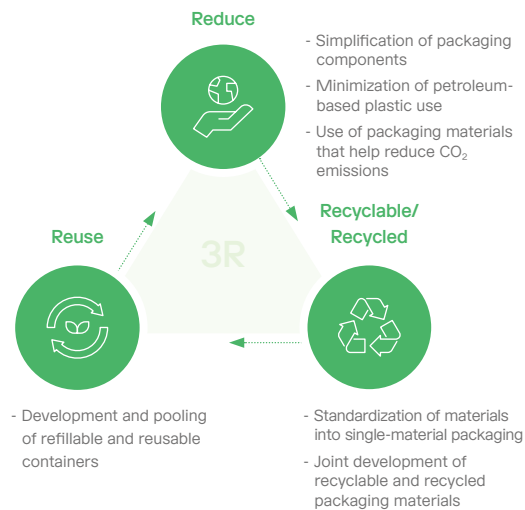 Reduce
- Simplification of packaging
components
- Minimization of petroleum-
based plastic use
- Use of packaging materials
that help reduce CO₂
emissions
Recyclable/
Recycled
Reuse
3R
- Development and pooling
of refillable and reusable
containers
- Standardization of materials
into single-material packaging
- Joint development of
recyclable and recycled
packaging materials